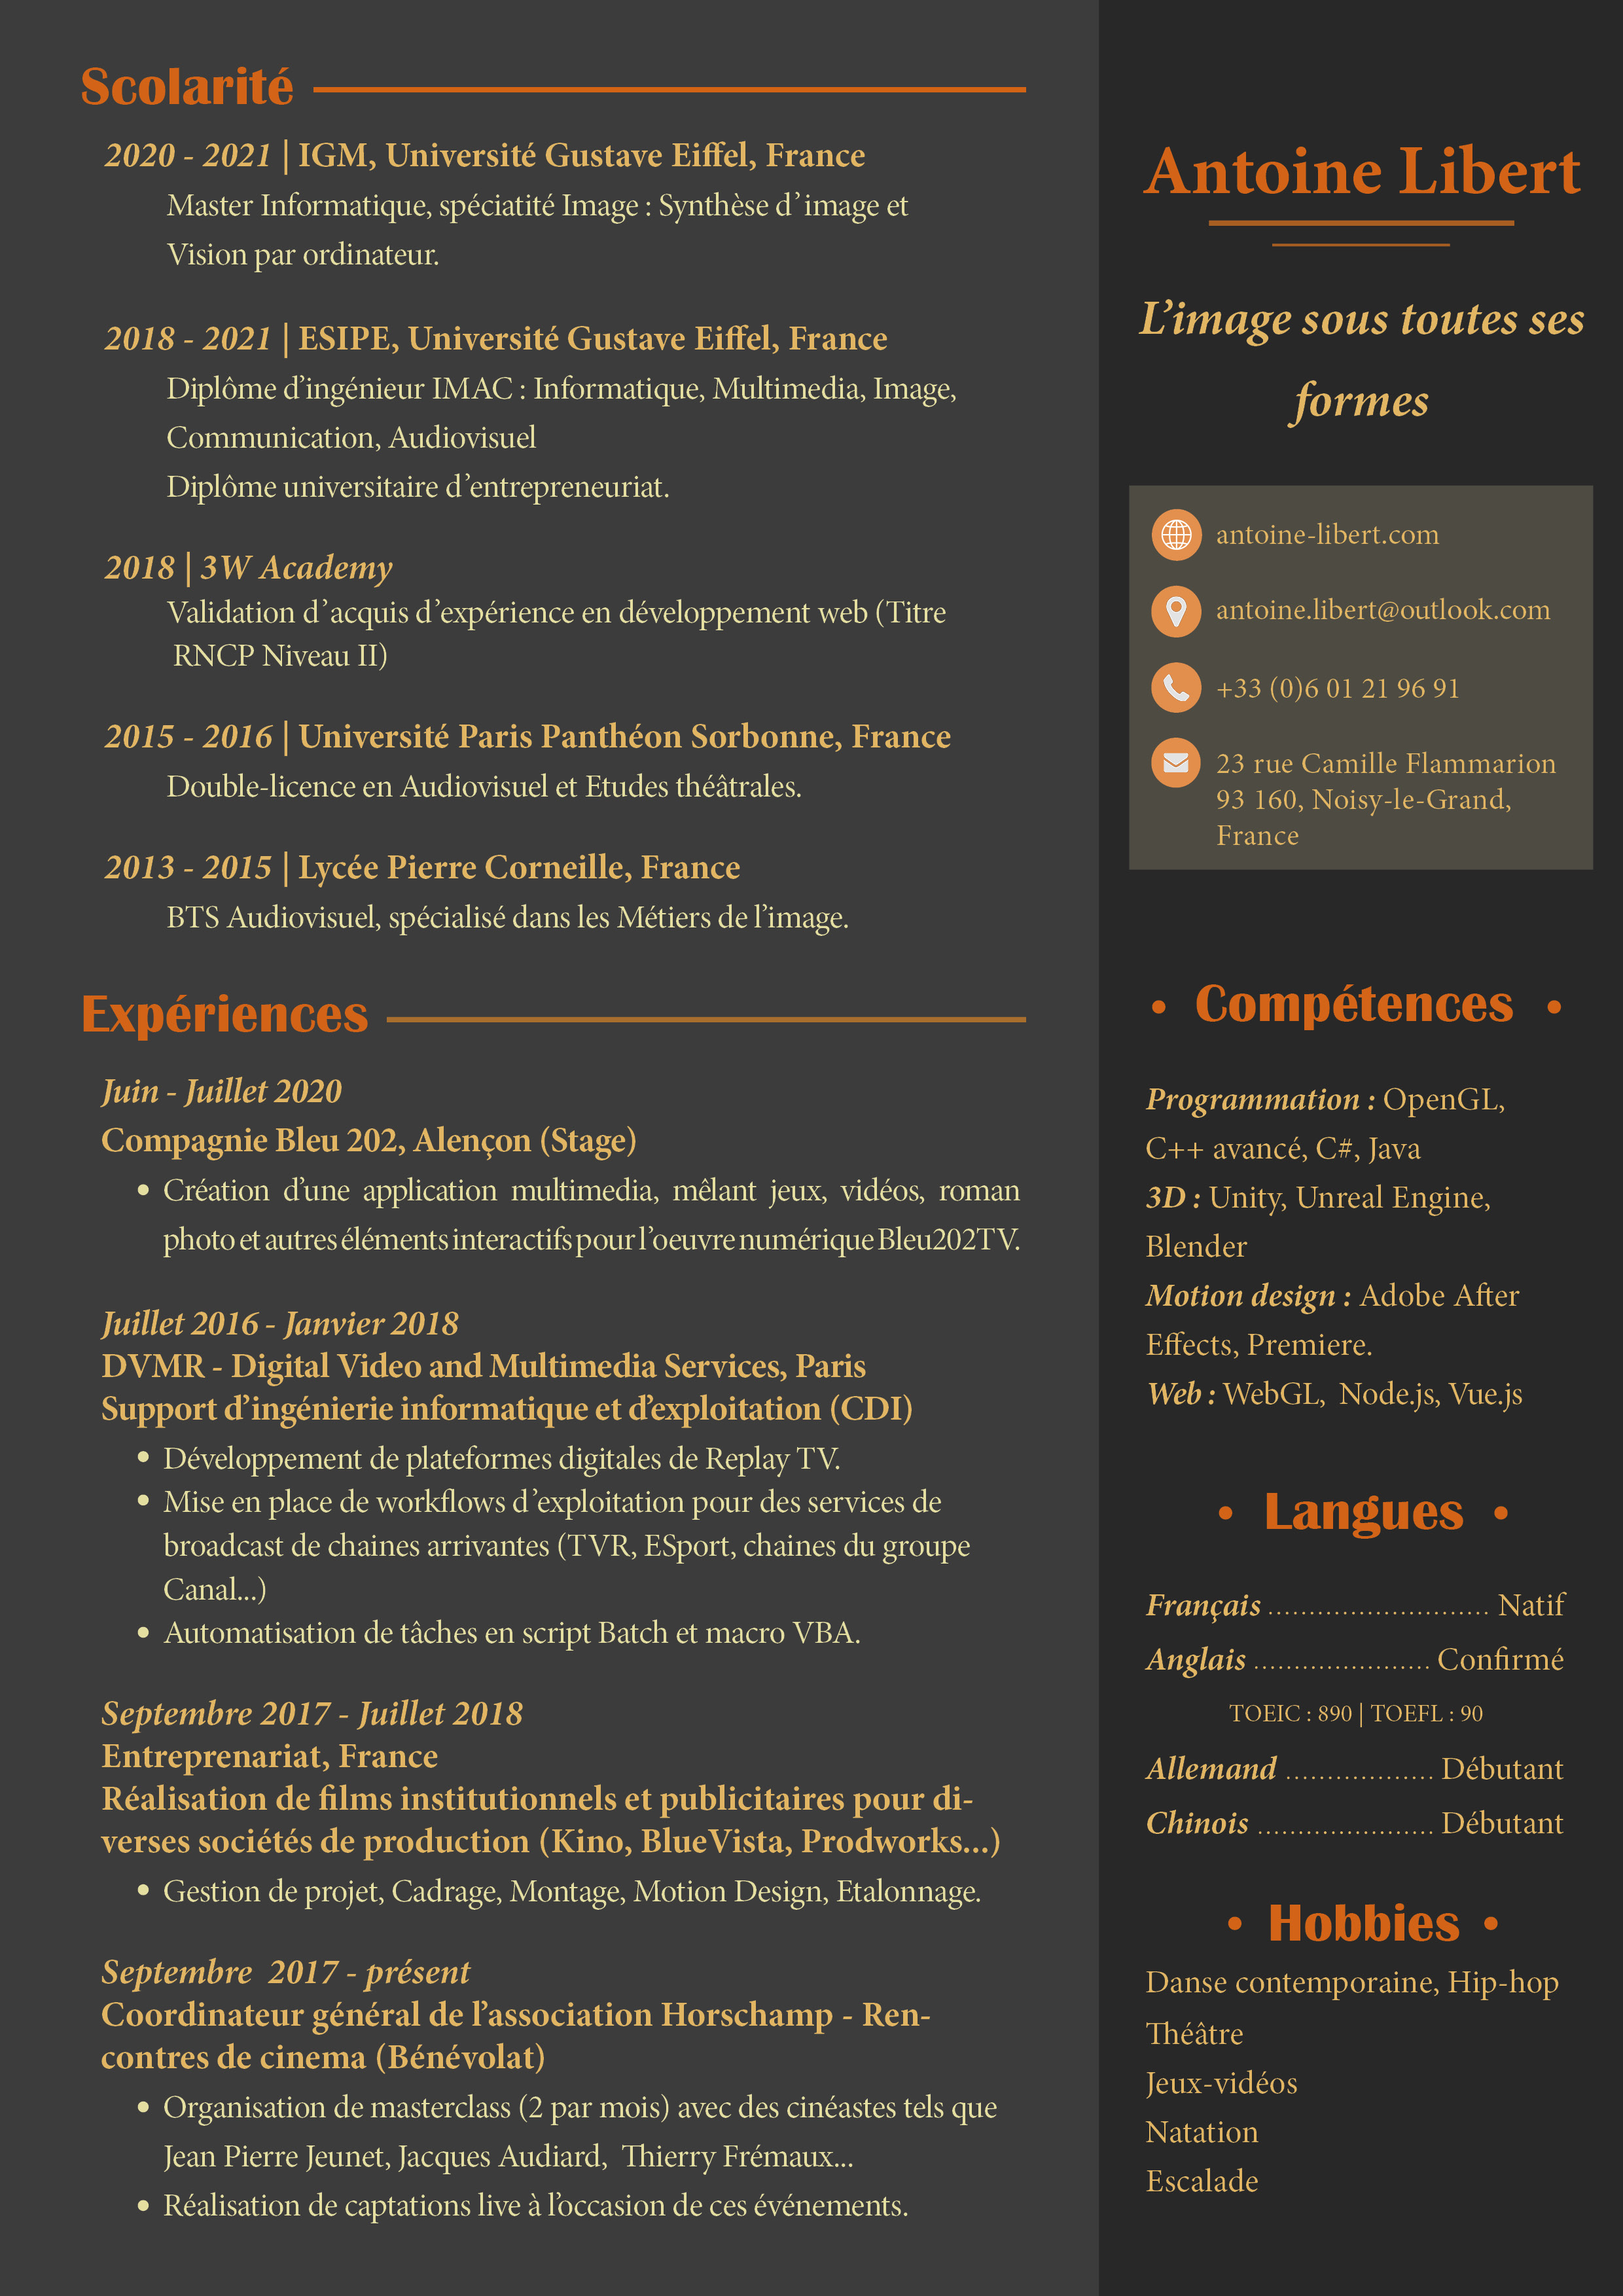 Scolarité
2020 - 2021 | IGM, Université Gustave Eiffel, France
Master Informatique, spéciatité Image : Synthèse d'image et
Vision par ordinateur.
2018 - 2021 | ESIPE, Université Gustave Eiffel, France
Diplôme d'ingénieur IMAC : Informatique, Multimedia, Image,
Communication, Audiovisuel
Diplôme universitaire d'entrepreneuriat.
2018 | 3W Academy
Validation d'acquis d'expérience en développement web (Titre
RNCP Niveau II)
2015 - 2016 | Université Paris Panthéon Sorbonne, France
Double-licence en Audiovisuel et Etudes théâtrales.
2013 - 2015 | Lycée Pierre Corneille, France
BTS Audiovisuel, spécialisé dans les Métiers de l'image.
Expériences
Juin - Juillet 2020
Compagnie Bleu 202, Alençon (Stage)
• Création d'une application multimedia, mêlant jeux, vidéos, roman
photo et autres éléments interactifs pour l'oeuvre numérique Bleu202TV.
Juillet 2016 - Janvier 2018
DVMR - Digital Video and Multimedia Services, Paris
Support d'ingénierie informatique et d'exploitation (CDI)
• Développement de plateformes digitales de Replay TV.
• Mise en place de workflows d'exploitation pour des services de
broadcast de chaines arrivantes (TVR, ESport, chaines du groupe
Canal...)
• Automatisation de tâches en script Batch et macro VBA.
Septembre 2017 - Juillet 2018
Entreprenariat, France
Réalisation de films institutionnels et publicitaires pour di-
verses sociétés de production (Kino, BlueVista, Prodworks...)
• Gestion de projet, Cadrage, Montage, Motion Design, Etalonnage.
Septembre 2017 - présent
Coordinateur général de l'association Horschamp - Ren-
contres de cinema (Bénévolat)
• Organisation de masterclass (2 par mois) avec des cinéastes tels que
Jean Pierre Jeunet, Jacques Audiard, Thierry Frémaux...
• Réalisation de captations live à l'occasion de ces événements.
Antoine Libert
L'image sous toutes ses
formes
antoine-libert.com
antoine.libert@outlook.com
+33 (0)6 01 21 96 91
23 rue Camille Flammarion
93 160, Noisy-le-Grand,
France
• Compétences •
Programmation : OpenGL,
C++ avancé, C#, Java
3D : Unity, Unreal Engine,
Blender
Motion design : Adobe After
Effects, Premiere.
Web : WebGL, Node.js, Vue.js
• Langues •
Français ........................... Natif
Anglais ...................... Confirmé
TOEIC : 890 | TOEFL : 90
Allemand .................. Débutant
Chinois ...................... Débutant
• Hobbies •
Danse contemporaine, Hip-hop
Théâtre
Jeux-vidéos
Natation
Escalade